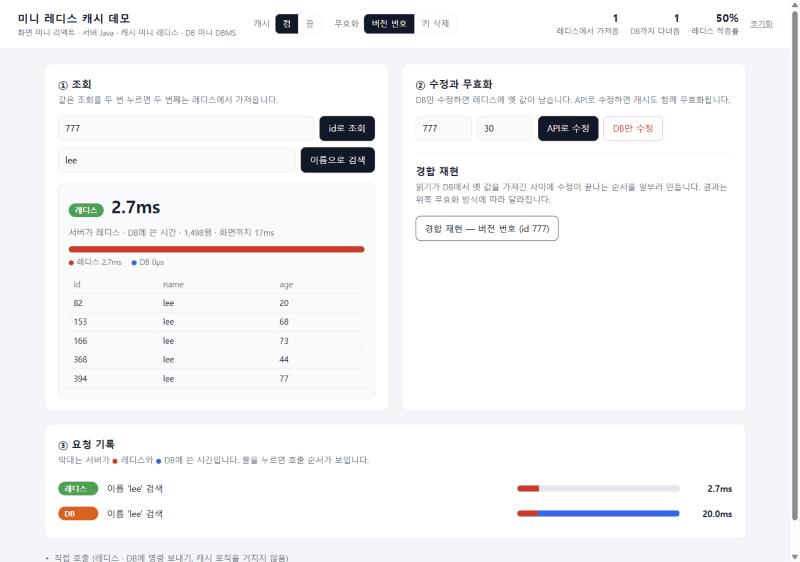 미니 레디스 캐시 데모
화면 미니 리액트 · 서버 Java · 캐시 미니 레디스 · DB 미니 DBMS
캐시 켬 끔 무효화 버전 번호 키 삭제
1 레디스에서 가져옴
1 DB까지 다녀옴
50% 레디스 적중률
초기화
① 조회
같은 조회를 두 번 누르면 두 번째는 레디스에서 가져옵니다.
777 id로 조회
lee 이름으로 검색
레디스 2.7ms
서버가 레디스 · DB에 쓴 시간 · 1,498행 · 화면까지 17ms
레디스 2.7ms DB 0µs
id name age
82 lee 20
153 lee 68
166 lee 73
368 lee 44
394 lee 77
② 수정과 무효화
DB만 수정하면 레디스에 옛 값이 남습니다. API로 수정하면 캐시도 함께 무효화됩니다.
777 30 API로 수정 DB만 수정
경합 재현
읽기가 DB에서 옛 값을 가져간 사이에 수정이 끝나는 순서를 일부러 만듭니다. 결과는
위쪽 무효화 방식에 따라 달라집니다.
경합 재현 — 버전 번호 (id 777)
③ 요청 기록
막대는 서버가 레디스와 DB에 쓴 시간입니다. 줄을 누르면 호출 순서가 보입니다.
레디스 이름 'lee' 검색 2.7ms
DB 이름 'lee' 검색 20.0ms
▸ 직접 호출 (레디스 · DB에 명령 보내기, 캐시 로직을 거치지 않음)